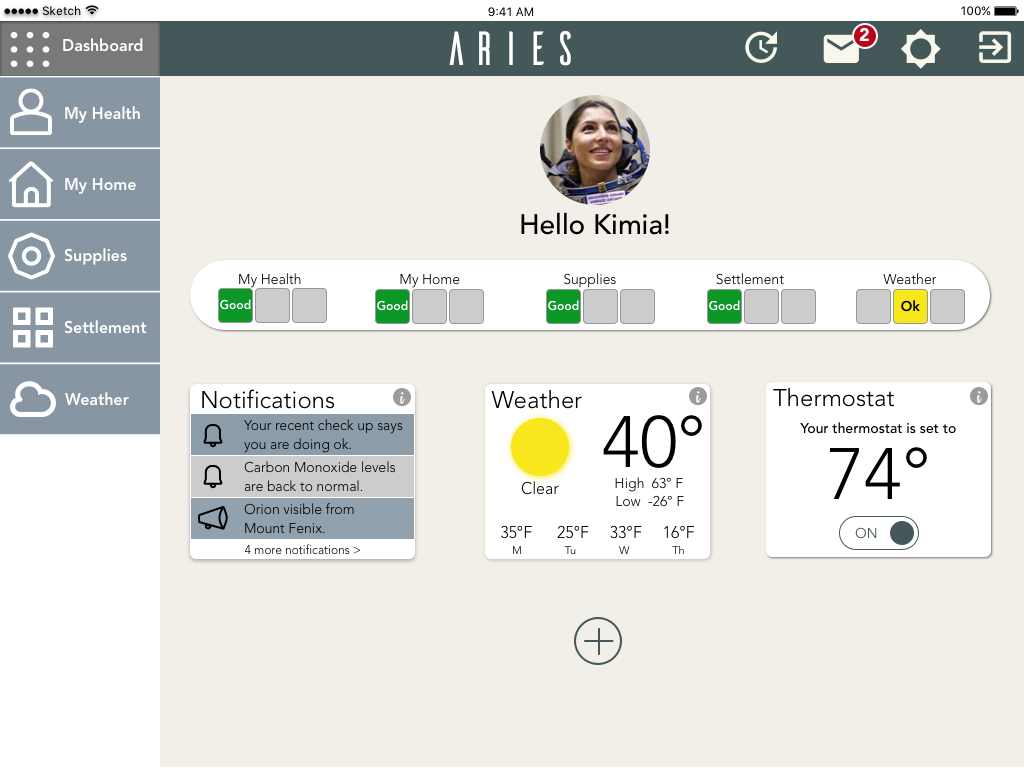 Sketch
9:41 AM
100%
Dashboard
ARIES
2
My Health
My Home
Supplies
Settlement
Weather
Hello Kimia!
My Health
My Home
Supplies
Settlement
Weather
Good
Good
Good
Good
Ok
Notifications
i
Your recent check up says
you are doing ok.
Carbon Monoxide levels
are back to normal.
Orion visible from
Mount Fenix.
4 more notifications >
Weather
i
40°
Clear
High 63° F
Low -26° F
35°F 25°F 33°F 16°F
M Tu W Th
Thermostat
i
Your thermostat is set to
74°
ON